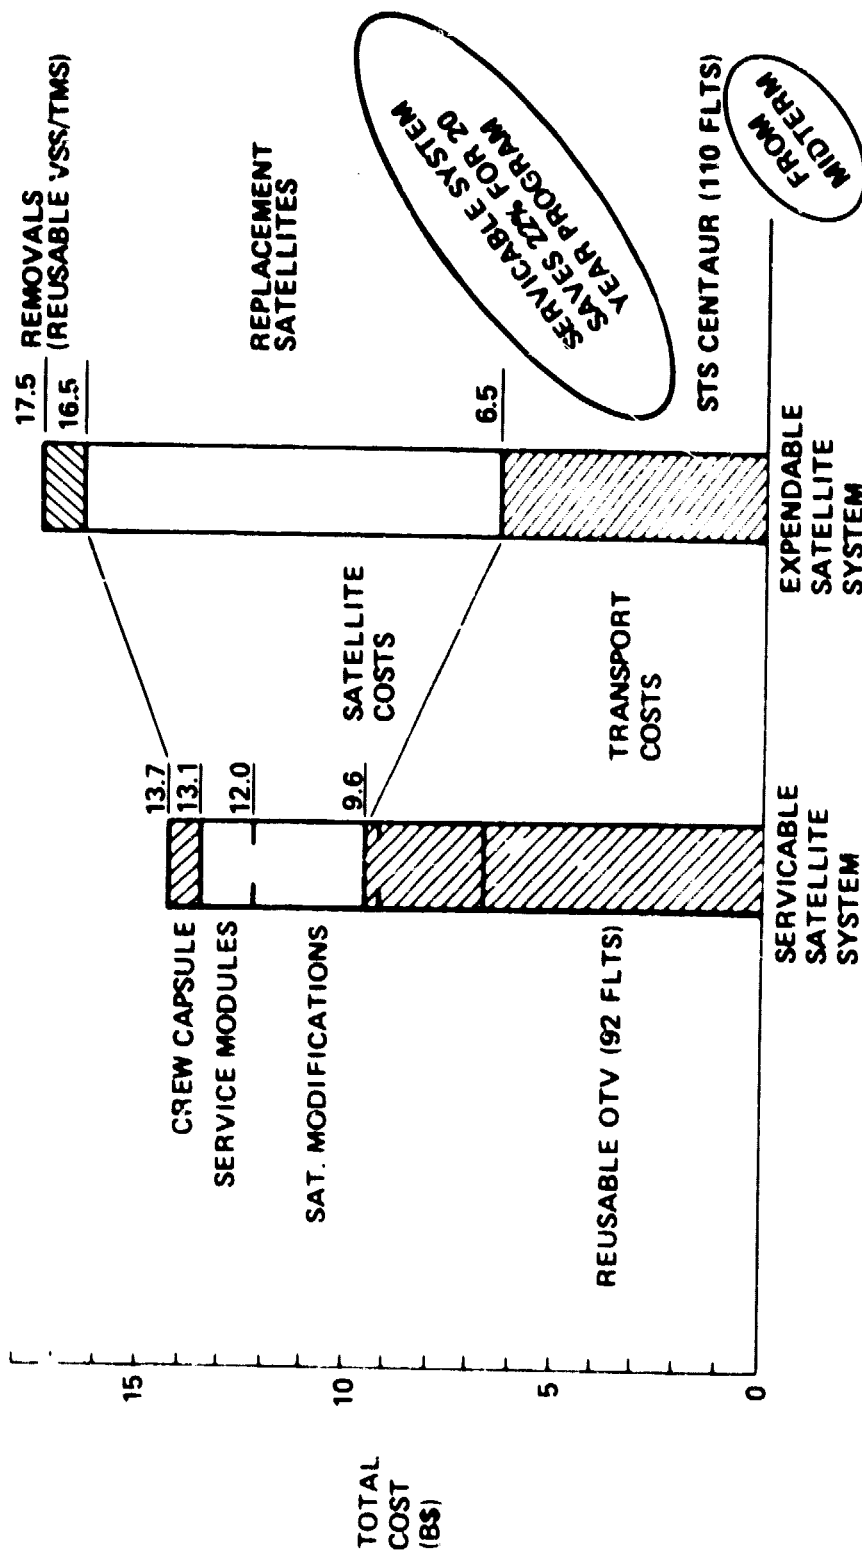 TOTAL
COST
(B$)
15
10
5
0
CREW CAPSULE
SERVICE MODULES
SAT. MODIFICATIONS
REUSABLE OTV (92 FLTS)
13.7
13.1
12.0
9.6
SERVICABLE
SATELLITE
SYSTEM
SATELLITE
COSTS
TRANSPORT
COSTS
17.5
16.5
6.5
EXPENDABLE
SATELLITE
SYSTEM
REMOVALS
(REUSABLE VSS/TMS)
REPLACEMENT
SATELLITES
SERVICABLE SYSTEM
SAVES 22% FOR 20
YEAR PROGRAM
STS CENTAUR (110 FLTS)
FROM
MIDTERM